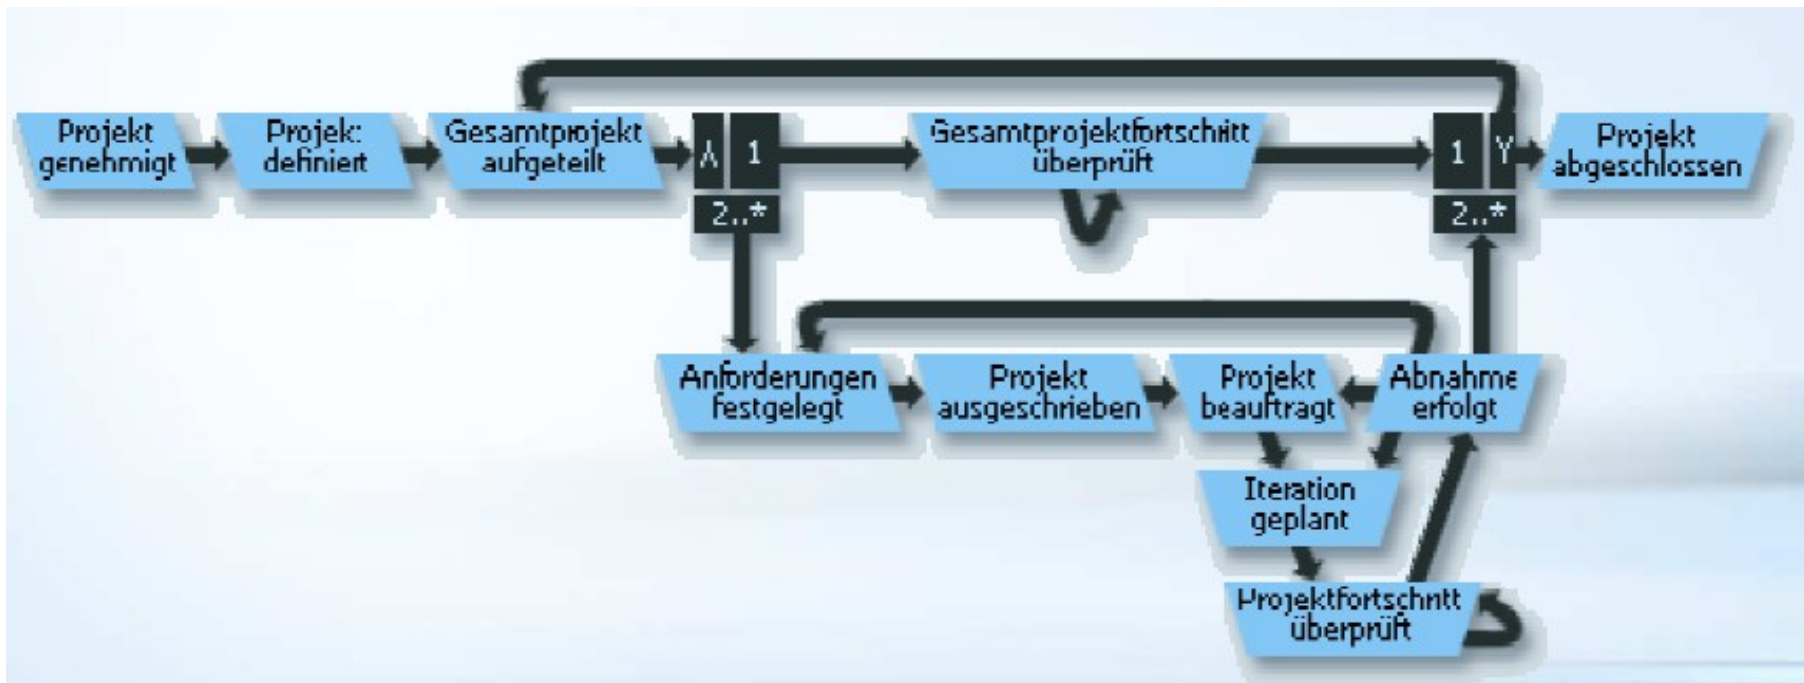 Projekt
genehmigt
Projekt
definiert
Gesamtprojekt
aufgeteilt
A 1
2..*
Gesamtprojektfortschritt
überprüft
1 Y
2..*
Projekt
abgeschlossen
Anforderungen
festgelegt
Projekt
ausgeschrieben
Projekt
beauftragt
Abnahme
erfolgt
Iteration
geplant
Projektfortschritt
überprüft